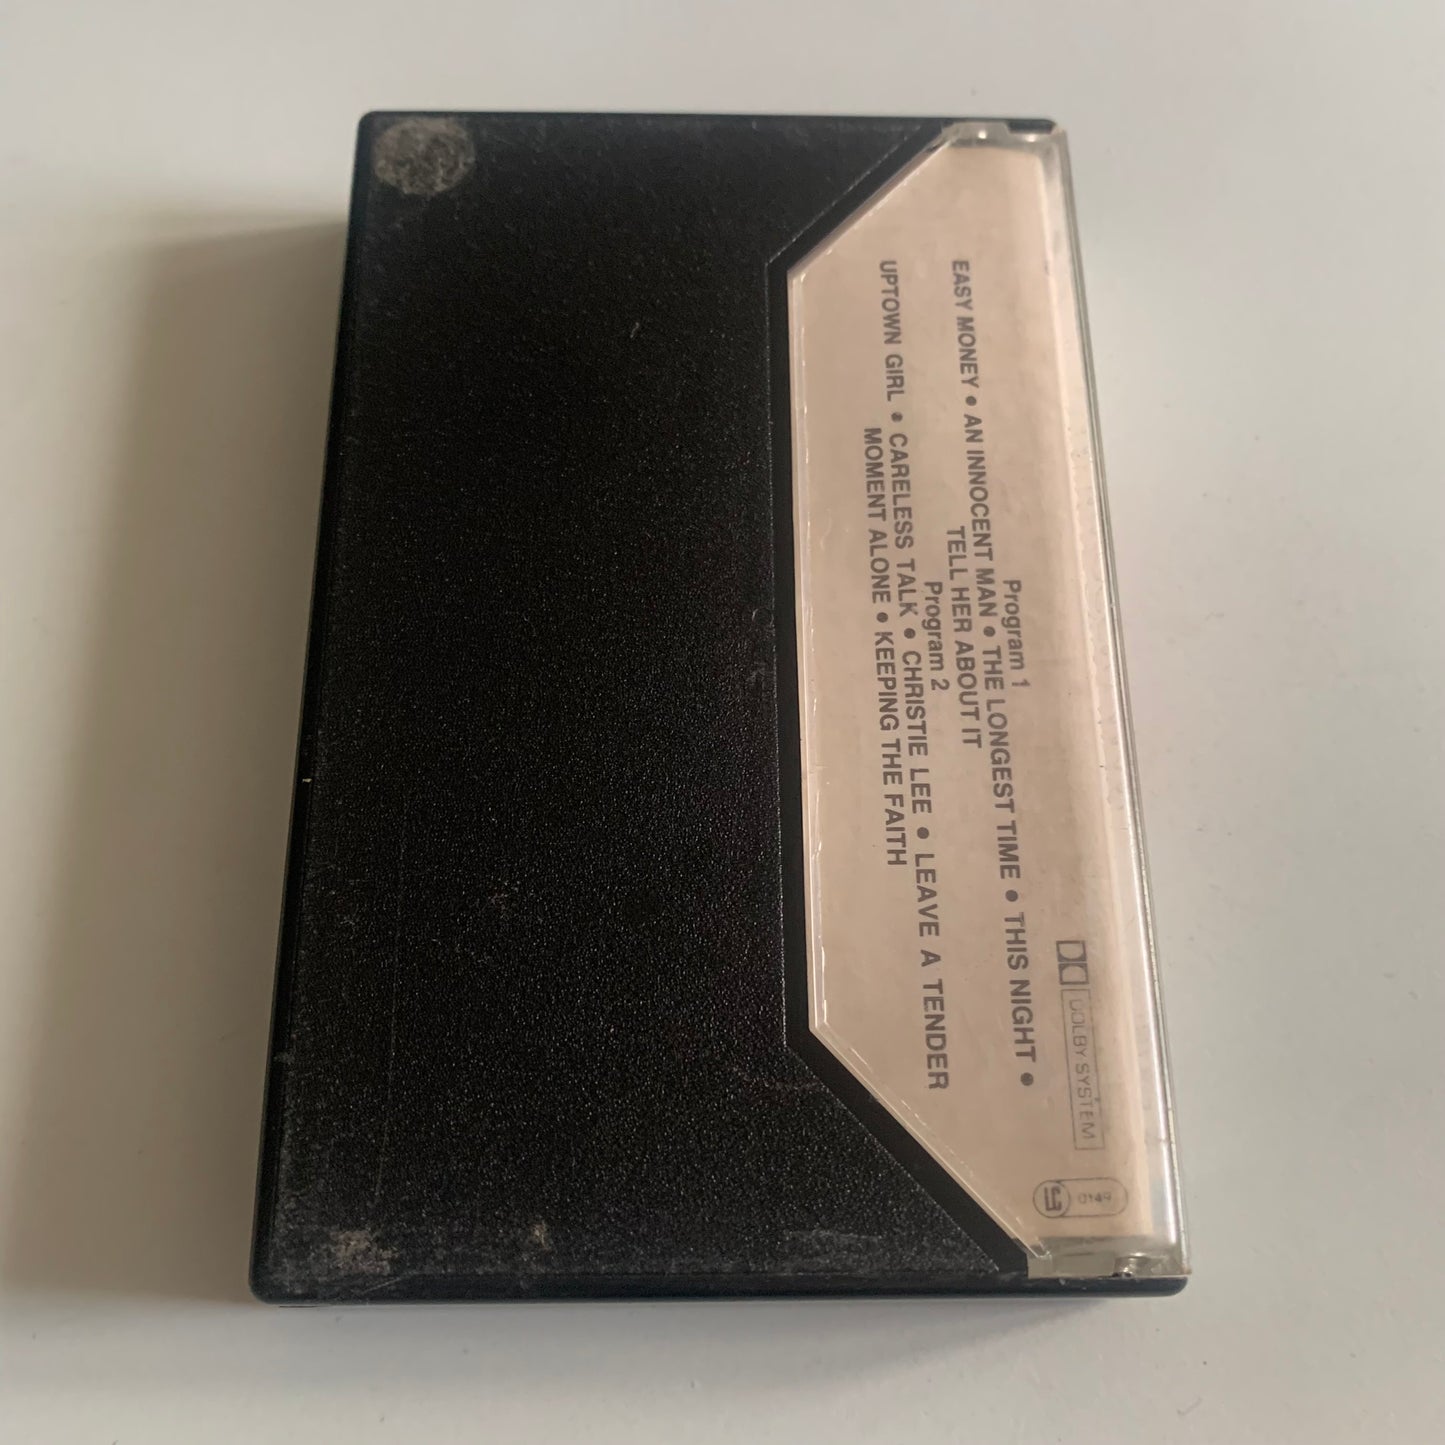 Program 1
EASY MONEY • AN INNOCENT MAN • THE LONGEST TIME • THIS NIGHT •
TELL HER ABOUT IT
Program 2
UPTOWN GIRL • CARELESS TALK • CHRISTIE LEE • LEAVE A TENDER
MOMENT ALONE • KEEPING THE FAITH
DOLBY SYSTEM
0149